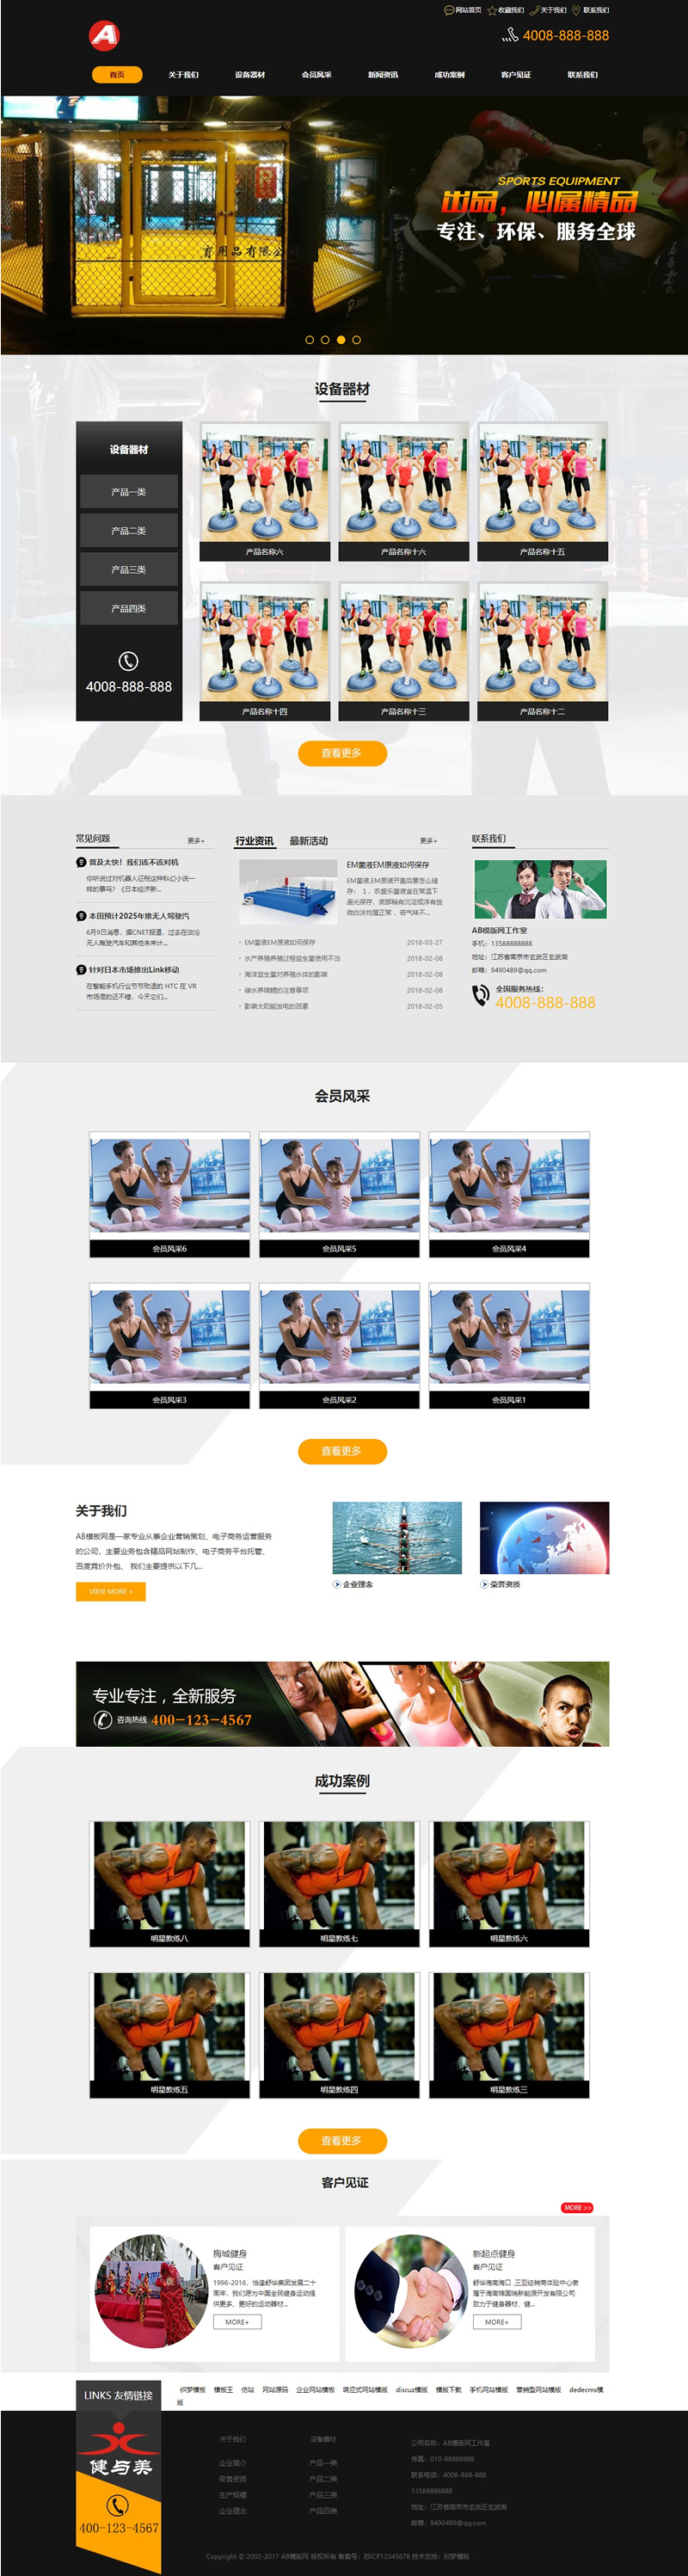 网站首页 收藏我们 关于我们 联系我们
4008-888-888
首页 关于我们 设备器材 会员风采 新闻资讯 成功案例 客户见证 联系我们
SPORTS EQUIPMENT
出品，心属精品
专注、环保、服务全球
育用品有限公司
设备器材
设备器材
产品一类
产品二类
产品三类
产品四类
4008-888-888
产品名称六 产品名称十六 产品名称十五
产品名称十四 产品名称十三 产品名称十二
查看更多
常见问题 更多+
普及太快！我们该不该对机
你听说过对机器人征税这种科幻小说一
样的事吗？《日本经济新...
本田预计2025年推无人驾驶汽
6月9日消息，据CNET报道，过去在谈论
无人驾驶汽车和其他未来计...
针对日本市场推出Link移动
在智能手机行业节节败退的 HTC 在 VR
市场混的还不错，今天它们...
行业资讯 最新活动 更多+
EM菌液EM原液如何保存
EM菌液,EM原液开盖后要怎么储
存： 1 、农盛乐菌液宜在常温下
避光保存，底部稍有沉淀或浮有些
微白沫均属正常 ，若气味不...
· EM菌液EM原液如何保存 2018-03-27
· 水产养殖养殖过程益生菌使用不当 2018-02-08
· 海洋益生菌对养殖水体的影响 2018-02-08
· 绿水养锦鲤的注意事项 2018-02-08
· 影响太阳能发电的因素 2018-02-05
联系我们
AB模版网工作室
手机：13588888888
地址：江苏省南京市玄武区玄武湖
邮箱：9490489@qq.com
全国服务热线：
4008-888-888
会员风采
会员风采6 会员风采5 会员风采4
会员风采3 会员风采2 会员风采1
查看更多
关于我们
AB模板网是一家专业从事企业营销策划、电子商务运营服务
的公司，主要业务包含精品网站制作、电子商务平台托管、
百度竞价外包、 我们主要提供以下几...
VIEW MORE +
企业理念 荣誉资质
专业专注，全新服务
咨询热线 400-123-4567
成功案例
明星教练八 明星教练七 明星教练六
明星教练五 明星教练四 明星教练三
查看更多
客户见证
MORE >>
梅城健身
客户见证
1996-2016，恰逢舒华集团发展二十
周年，我们愿为中国全民健身运动提
供更多、更好的运动器材...
MORE+
新起点健身
客户见证
舒华海南海口 ,三亚经销商体验中心隶
属于海南锦国瑞新能源开发有限公司
致力于健身器材、健...
MORE+
LINKS 友情链接
织梦模板 模板王 仿站 网站源码 企业网站模板 响应式网站模板 discuz模板 模版下载 手机网站模板 营销型网站模板 dedecms模
版
健与美
400-123-4567
关于我们
企业简介
荣誉资质
生产规模
企业理念
设备器材
产品一类
产品二类
产品三类
产品四类
公司名称：AB模版网工作室
传真：010-88888888
联系电话：4008-888-888
13588888888
地址：江苏省南京市玄武区玄武湖
邮箱：9490489@qq.com
Copyright © 2002-2017 AB模板网 版权所有 备案号：苏ICP12345678 技术支持：织梦模版